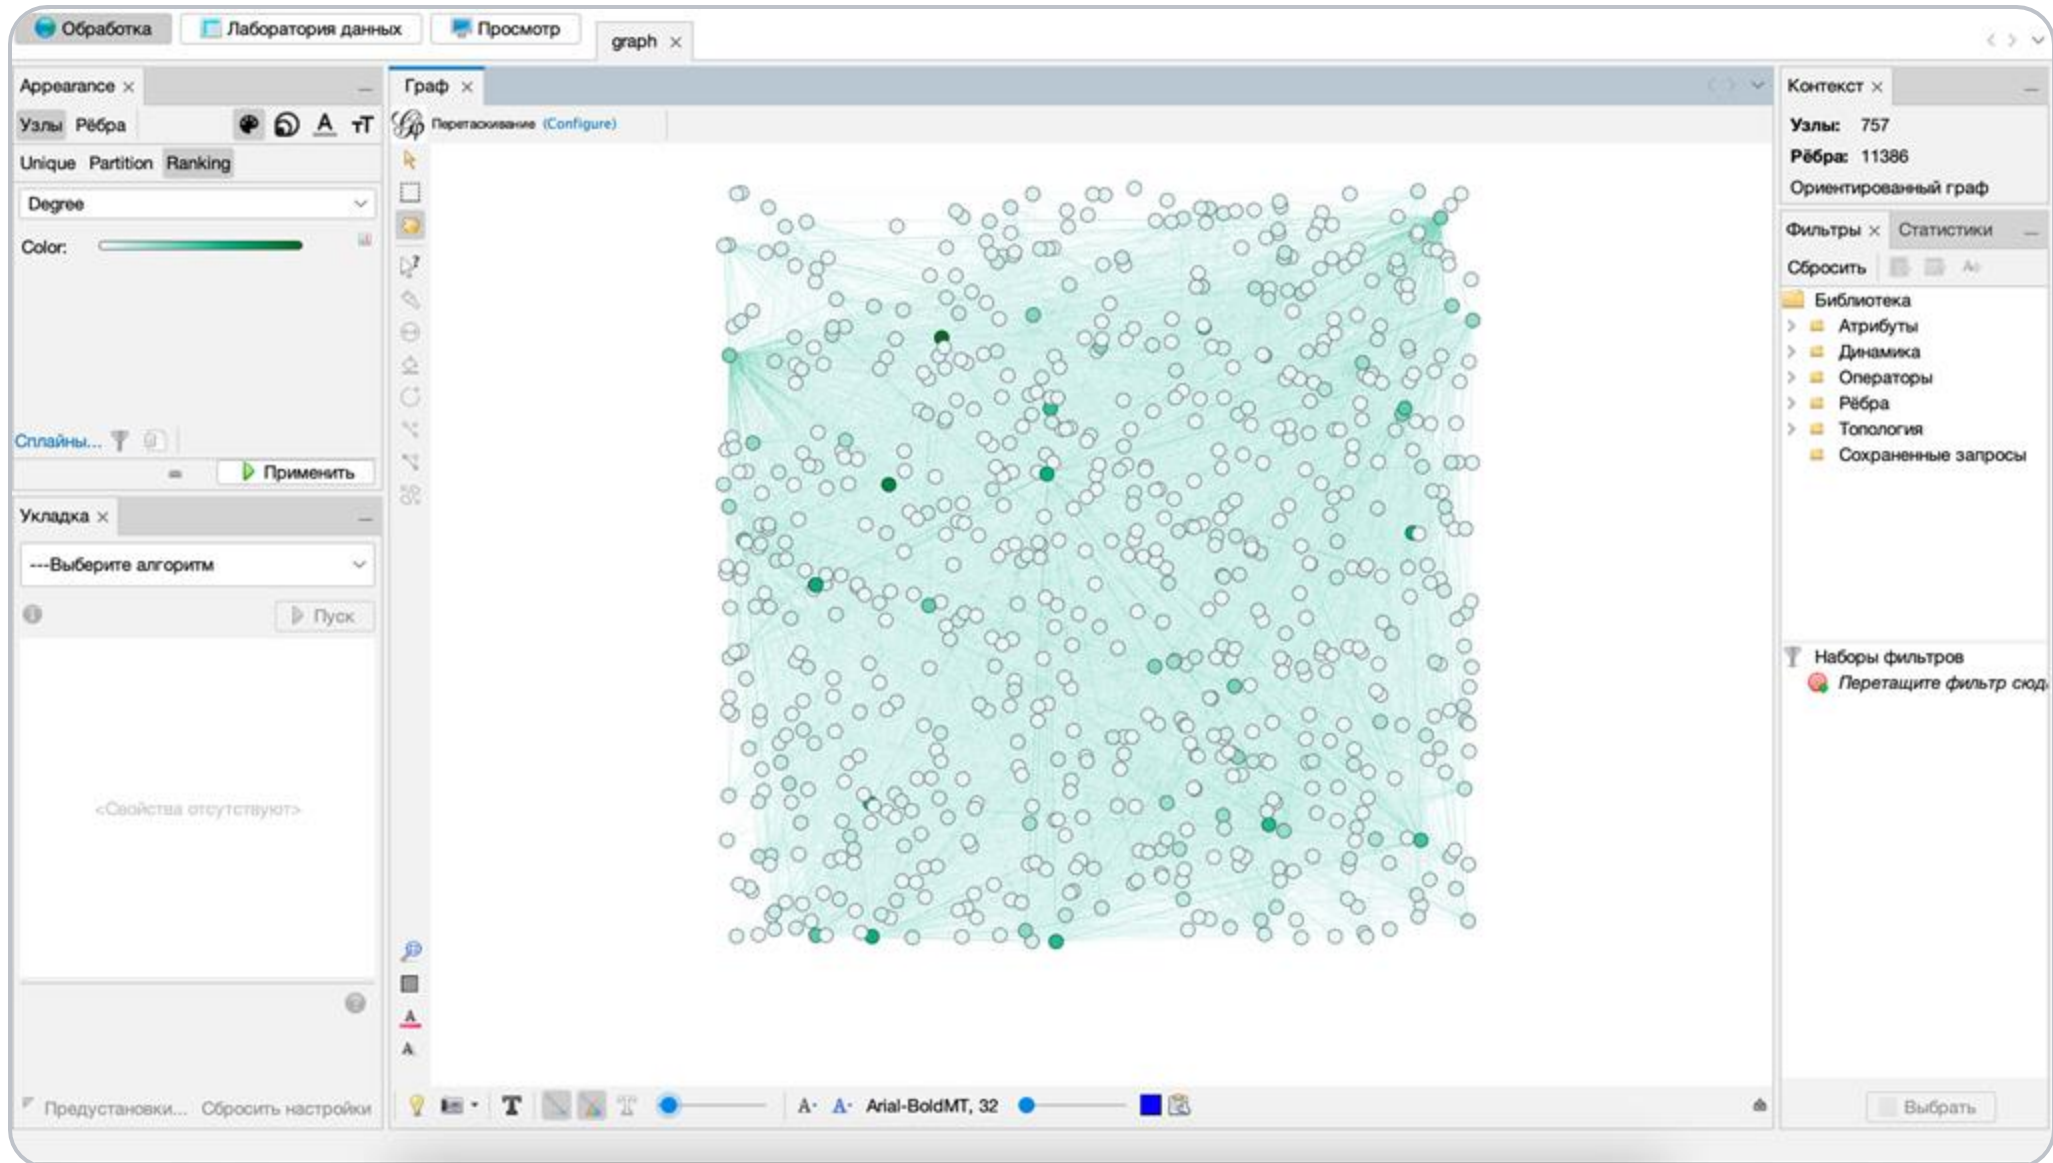 Обработка
Лаборатория данных
Просмотр
graph
Appearance
Узлы Рёбра
Unique Partition Ranking
Degree
Color:
Сплайны...
Применить
Укладка
---Выберите алгоритм
Пуск
<Свойства отсутствуют>
Предустановки... Сбросить настройки
Граф
Перетаскивание (Configure)
Arial-BoldMT, 32
Контекст
Узлы: 757
Рёбра: 11386
Ориентированный граф
Фильтры Статистики
Сбросить
Библиотека
Атрибуты
Динамика
Операторы
Рёбра
Топология
Сохраненные запросы
Наборы фильтров
Перетащите фильтр сюд
Выбрать